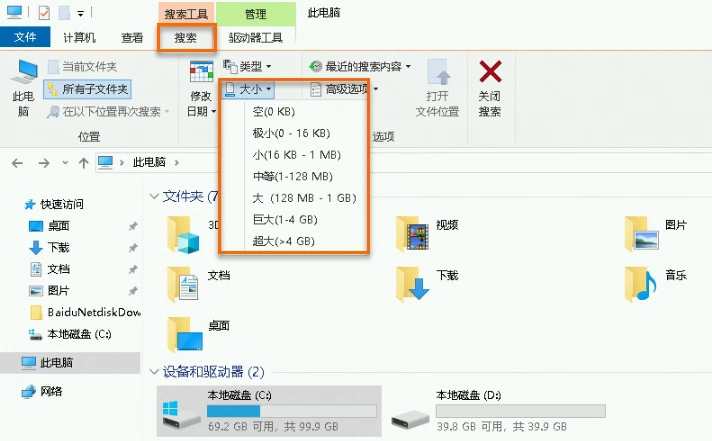 搜索工具 管理 此电脑
文件 计算机 查看 搜索 驱动器工具
此电脑 当前文件夹 修改日期 类型 最近的搜索内容 打开文件位置 关闭搜索
所有子文件夹 大小 高级选项
在以下位置再次搜索
位置 选项
空(0 KB)
极小(0 - 16 KB)
小(16 KB - 1 MB)
中等(1-128 MB)
大（128 MB - 1 GB)
巨大(1-4 GB)
超大(>4 GB)
此电脑
快速访问
桌面
下载
文档
图片
BaiduNetdiskDow
本地磁盘 (C:)
此电脑
网络
文件夹 (7
3D
视频
图片
文档
下载
音乐
桌面
设备和驱动器 (2)
本地磁盘 (C:)
69.2 GB 可用，共 99.9 GB
本地磁盘 (D:)
39.8 GB 可用，共 39.9 GB